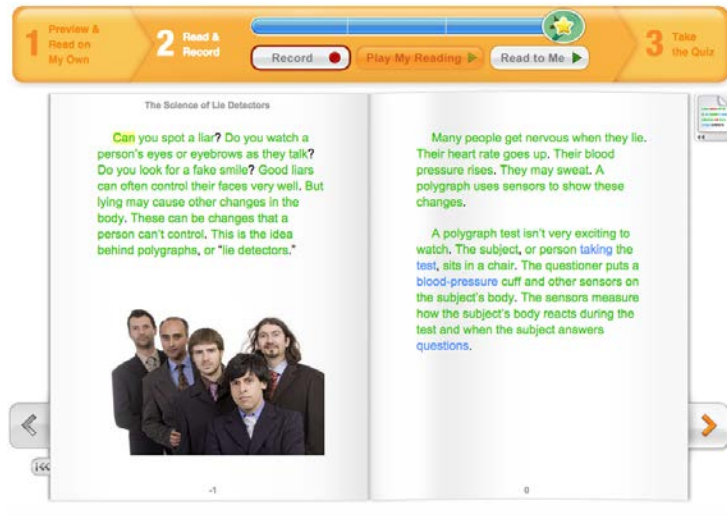 1
Preview &
Read on
My Own
2
Read &
Record
Record
Play My Reading
Read to Me
3
Take
the Quiz
The Science of Lie Detectors
Can you spot a liar? Do you watch a
person's eyes or eyebrows as they talk?
Do you look for a fake smile? Good liars
can often control their faces very well. But
lying may cause other changes in the
body. These can be changes that a
person can't control. This is the idea
behind polygraphs, or "lie detectors."
-1
Many people get nervous when they lie.
Their heart rate goes up. Their blood
pressure rises. They may sweat. A
polygraph uses sensors to show these
changes.
A polygraph test isn't very exciting to
watch. The subject, or person taking the
test, sits in a chair. The questioner puts a
blood-pressure cuff and other sensors on
the subject's body. The sensors measure
how the subject's body reacts during the
test and when the subject answers
questions.
0